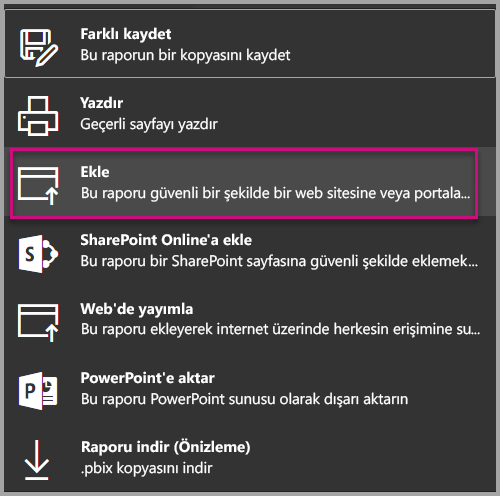 Farklı kaydet
Bu raporun bir kopyasını kaydet
Yazdır
Geçerli sayfayı yazdır
Ekle
Bu raporu güvenli bir şekilde bir web sitesine veya portala...
SharePoint Online'a ekle
Bu raporu bir SharePoint sayfasına güvenli şekilde eklemek...
Web'de yayımla
Bu raporu ekleyerek internet üzerinde herkesin erişimine su...
PowerPoint'e aktar
Bu raporu PowerPoint sunusu olarak dışarı aktarın
Raporu indir (Önizleme)
.pbix kopyasını indir